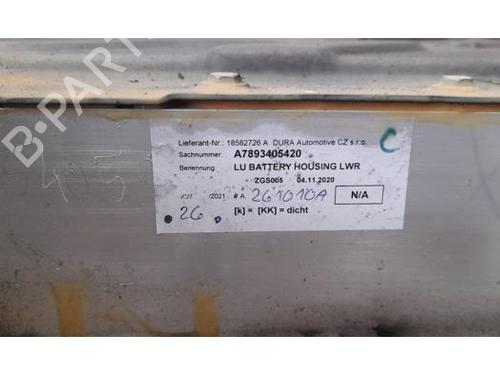 B-PARTS
Lieferant-Nr.: 18582726 A DURA Automotive CZ s.r.o.
Sachnummer: A7893405420
Benennung LU BATTERY HOUSING LWR
ZGS005 04.11.2020
/2021 # A 261010A N/A
26
[k] = [KK] = dicht
C